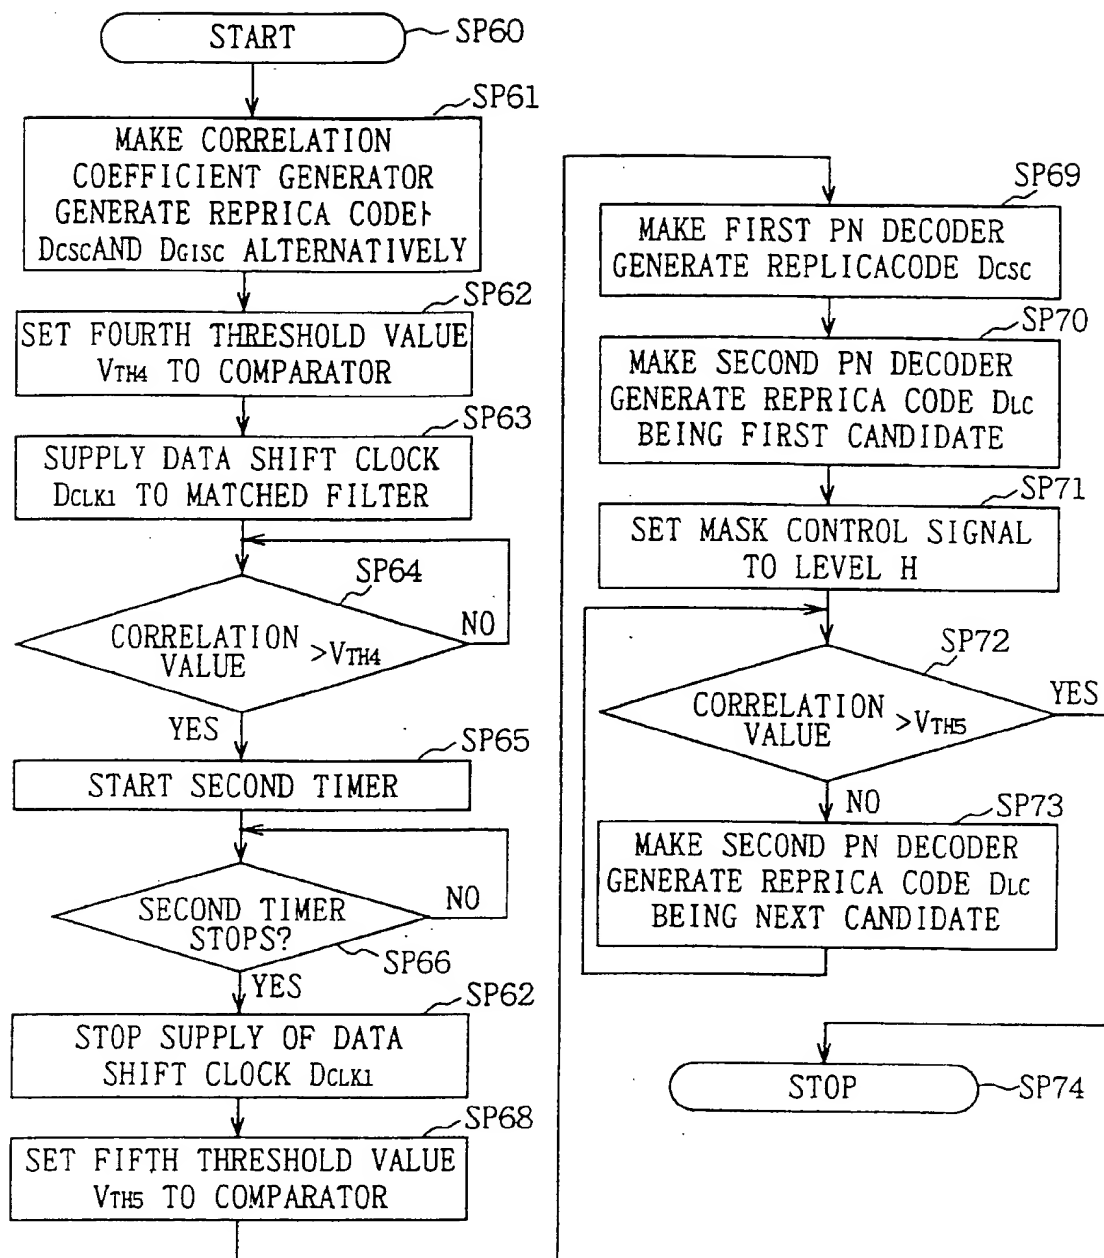 START
SP60
SP61
MAKE CORRELATION
COEFFICIENT GENERATOR
GENERATE REPRICA CODE
DCSC AND DGISC ALTERNATIVELY
SP62
SET FOURTH THRESHOLD VALUE
VTH4 TO COMPARATOR
SP63
SUPPLY DATA SHIFT CLOCK
DCLK1 TO MATCHED FILTER
SP64
CORRELATION
VALUE >VTH4
NO
YES
SP65
START SECOND TIMER
SECOND TIMER
STOPS?
NO
SP66
YES
SP62
STOP SUPPLY OF DATA
SHIFT CLOCK DCLK1
SP68
SET FIFTH THRESHOLD VALUE
VTH5 TO COMPARATOR
SP69
MAKE FIRST PN DECODER
GENERATE REPLICACODE DCSC
SP70
MAKE SECOND PN DECODER
GENERATE REPRICA CODE DLC
BEING FIRST CANDIDATE
SP71
SET MASK CONTROL SIGNAL
TO LEVEL H
SP72
CORRELATION
VALUE >VTH5
YES
NO
SP73
MAKE SECOND PN DECODER
GENERATE REPRICA CODE DLC
BEING NEXT CANDIDATE
STOP
SP74